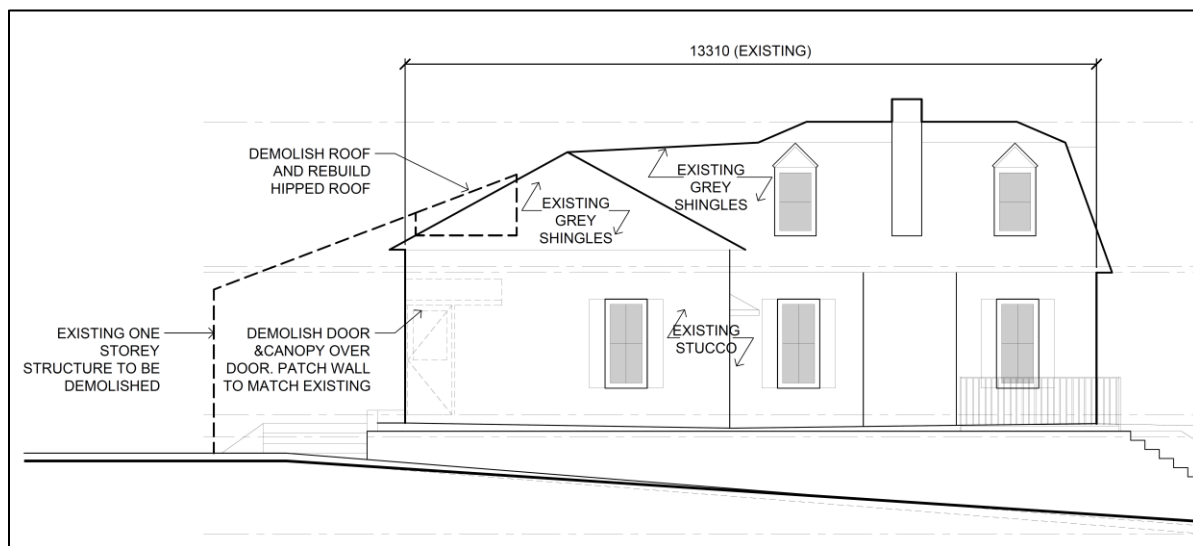 13310 (EXISTING)
DEMOLISH ROOF
AND REBUILD
HIPPED ROOF
EXISTING
GREY
SHINGLES
EXISTING
GREY
SHINGLES
EXISTING ONE
STOREY
STRUCTURE TO BE
DEMOLISHED
DEMOLISH DOOR
&CANOPY OVER
DOOR. PATCH WALL
TO MATCH EXISTING
EXISTING
STUCCO